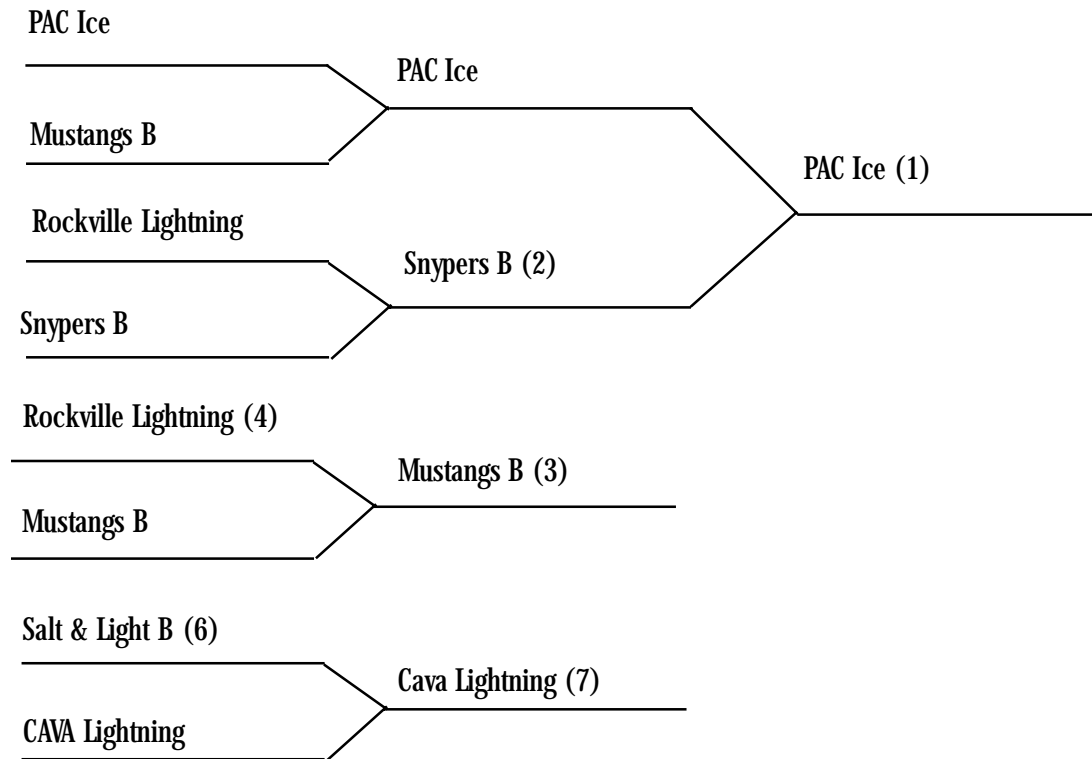 PAC Ice
PAC Ice
Mustangs B
PAC Ice (1)
Rockville Lightning
Snypers B (2)
Snypers B
Rockville Lightning (4)
Mustangs B (3)
Mustangs B
Salt & Light B (6)
Cava Lightning (7)
CAVA Lightning